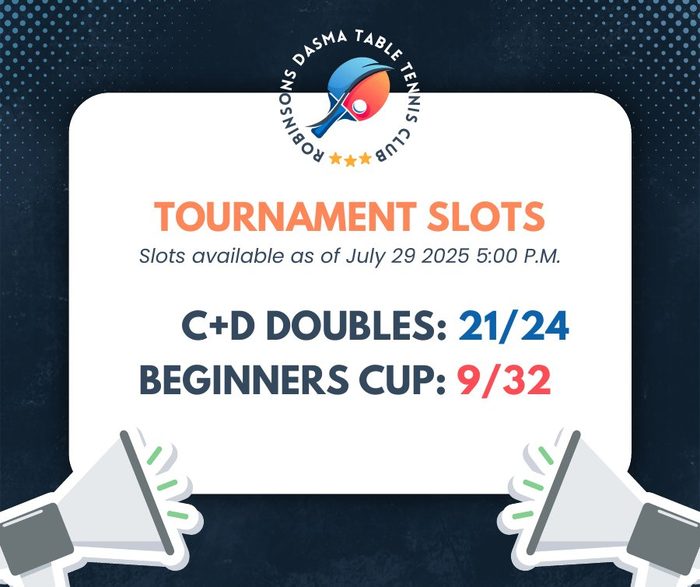 ROBINSONS DASMA TABLE TENNIS CLUB
TOURNAMENT SLOTS
Slots available as of July 29 2025 5:00 P.M.
C+D DOUBLES: 21/24
BEGINNERS CUP: 9/32